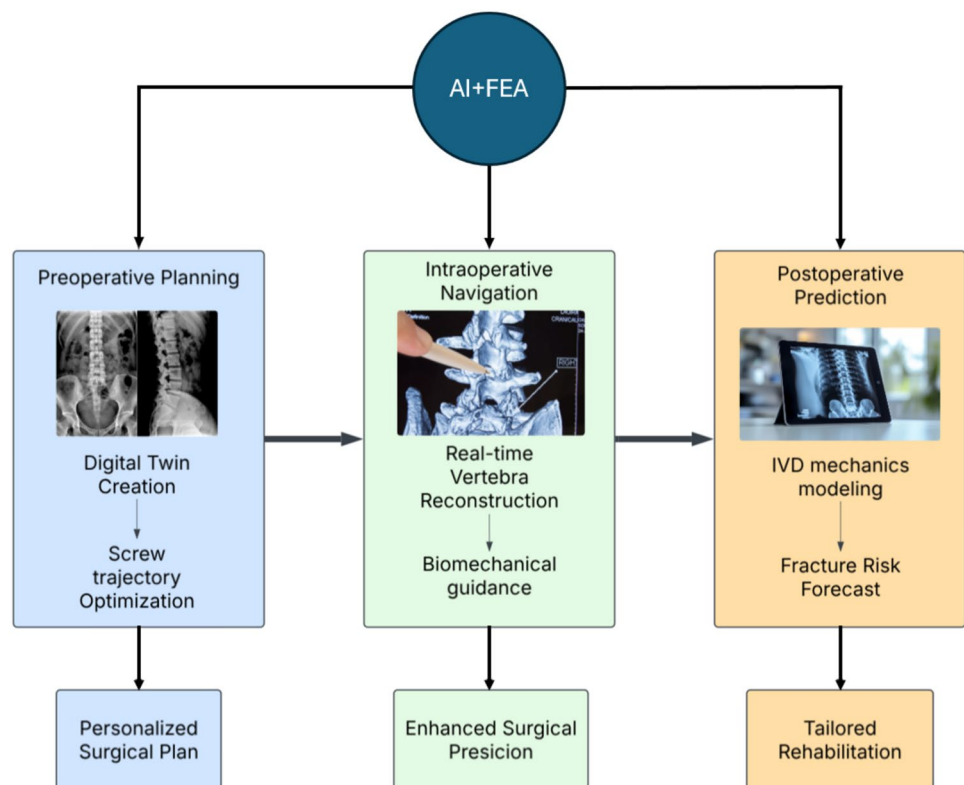 AI+FEA
Preoperative Planning
Digital Twin
Creation
Screw
trajectory
Optimization
Personalized
Surgical Plan
Intraoperative
Navigation
RIGH
Real-time
Vertebra
Reconstruction
Biomechanical
guidance
Enhanced Surgical
Presicion
Postoperative
Prediction
IVD mechanics
modeling
Fracture Risk
Forecast
Tailored
Rehabilitation